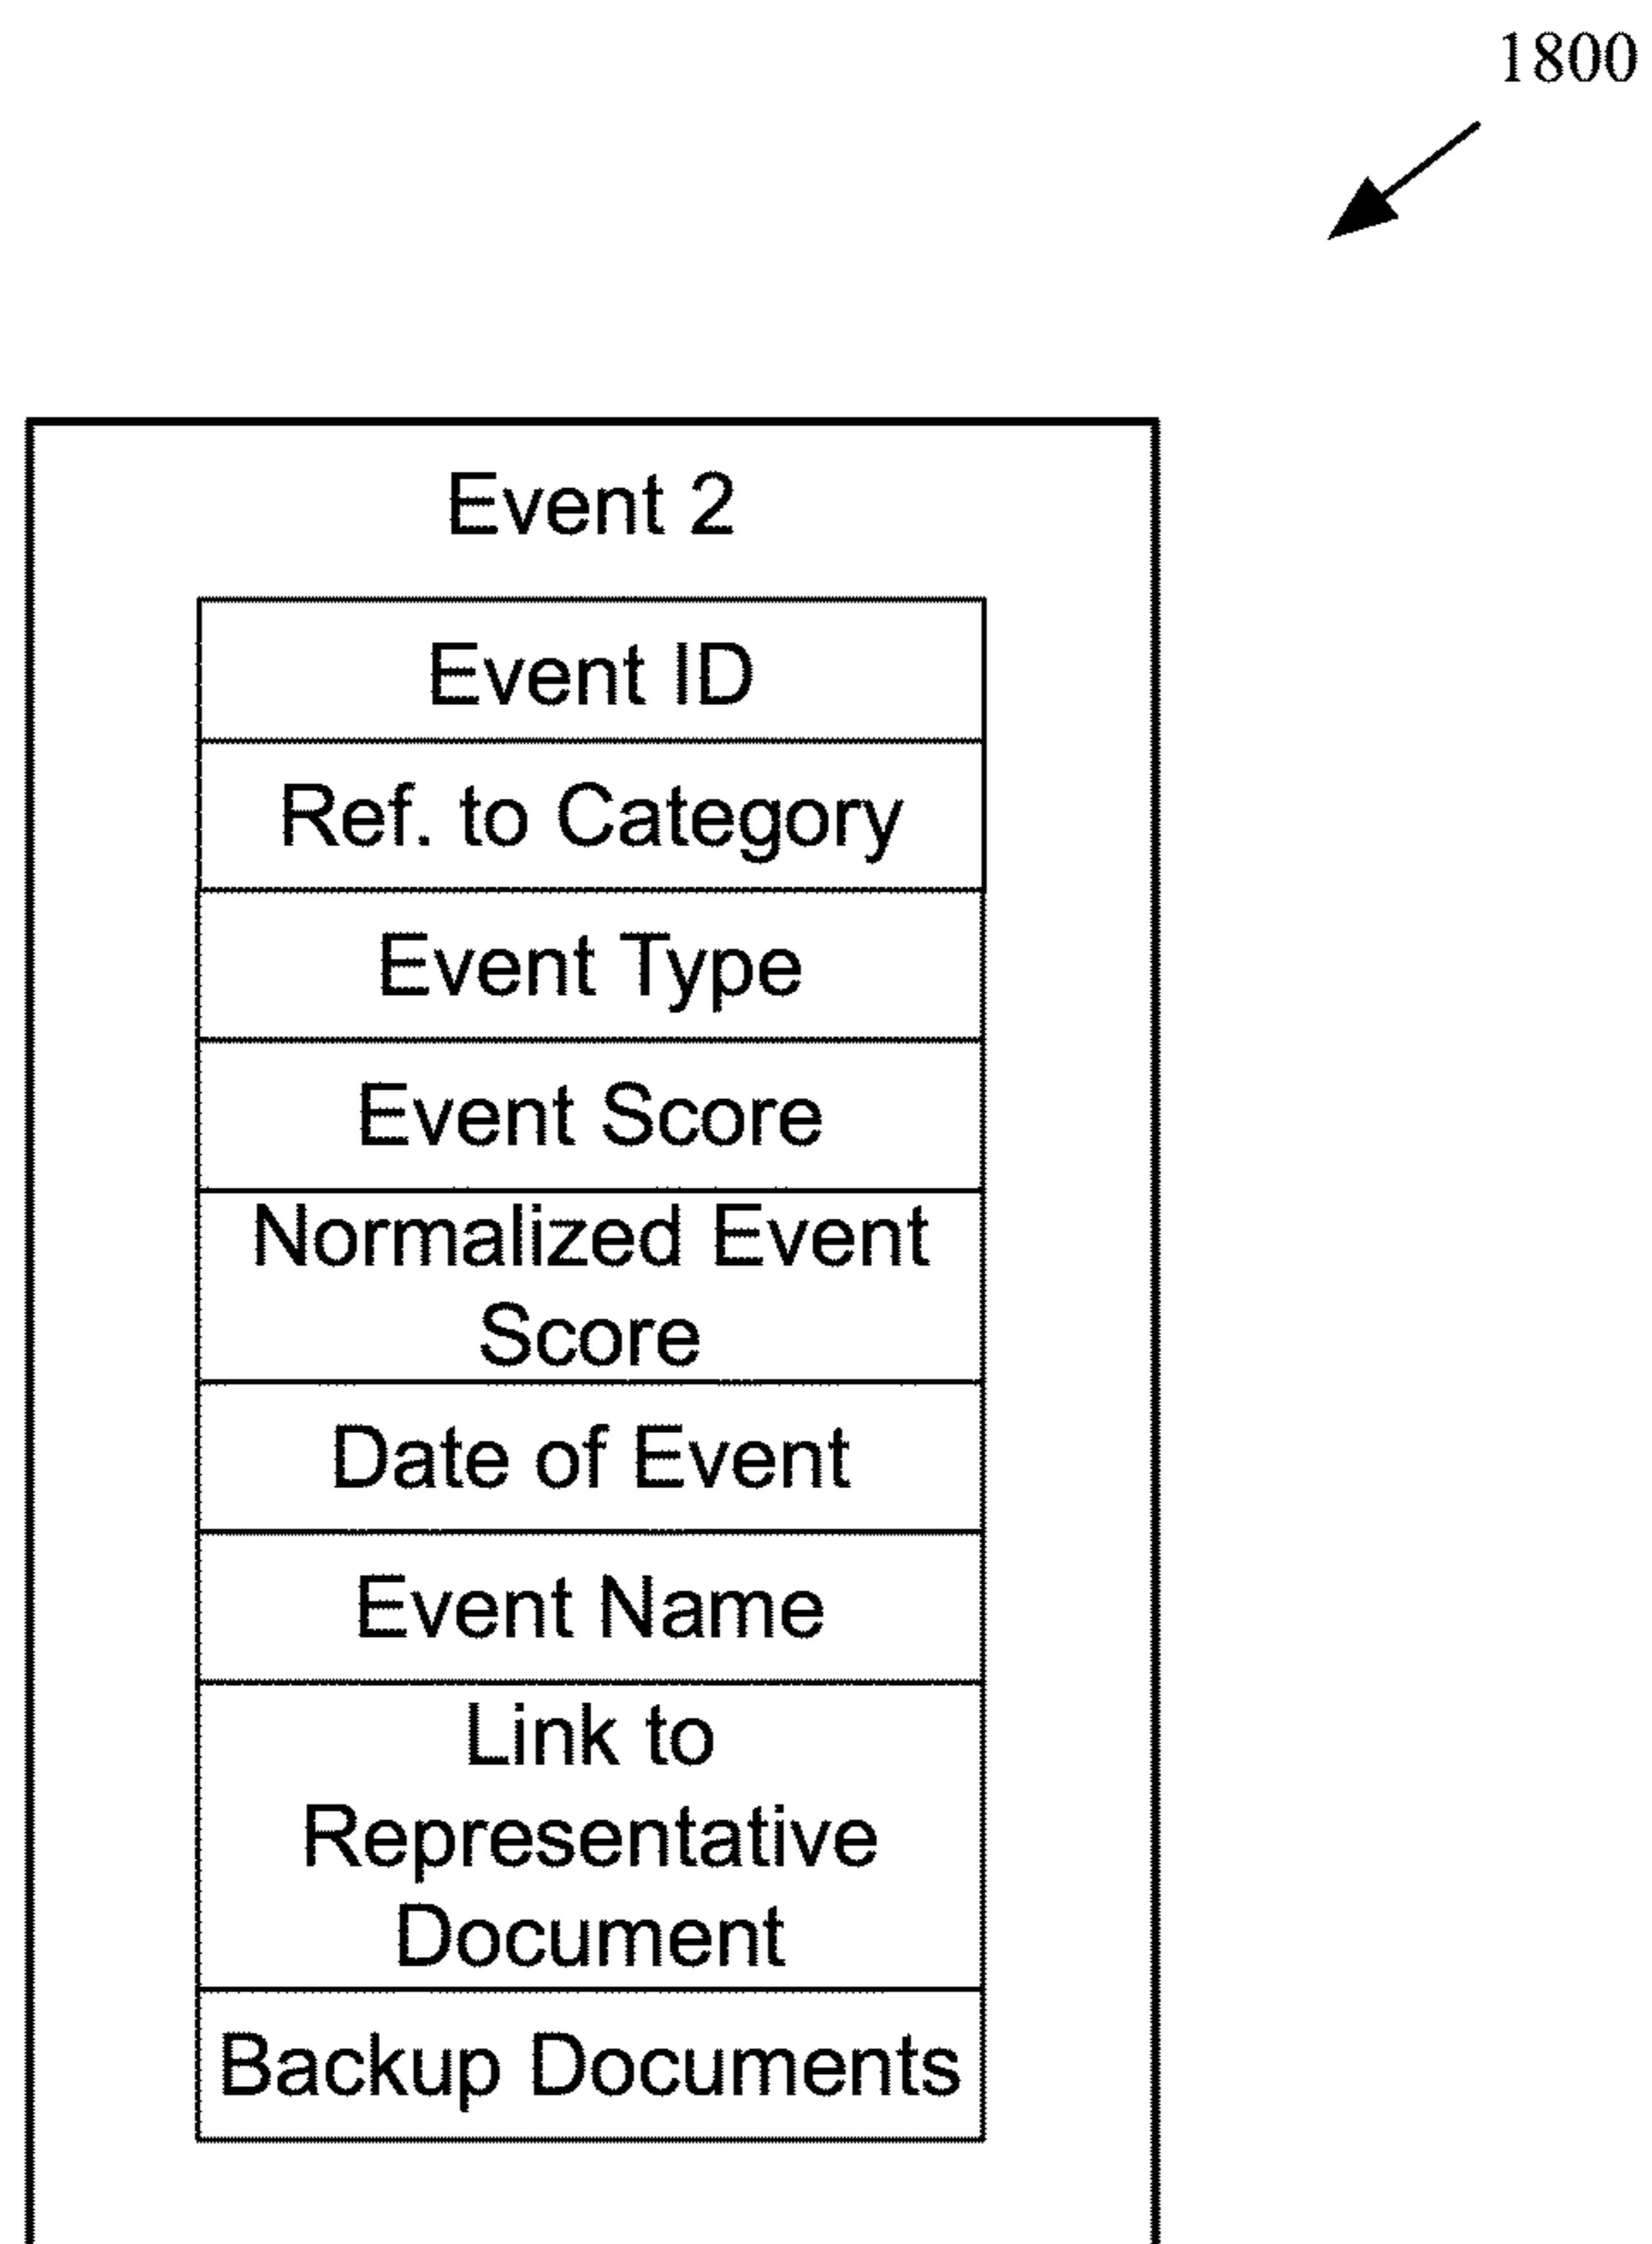 1800
Event 2
Event ID
Ref. to Category
Event Type
Event Score
Normalized Event
Score
Date of Event
Event Name
Link to
Representative
Document
Backup Documents